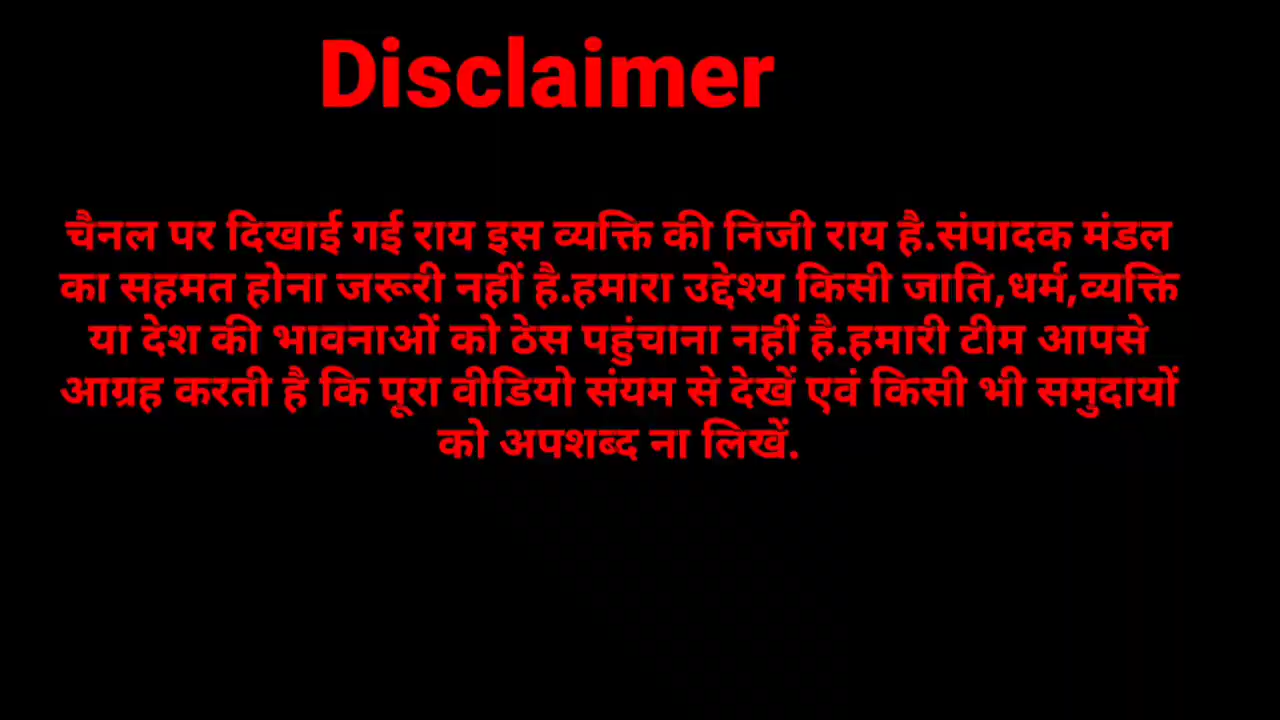 Disclaimer
चैनल पर दिखाई गई राय इस व्यक्ति की निजी राय है.संपादक मंडल
का सहमत होना जरूरी नहीं है.हमारा उद्देश्य किसी जाति,धर्म,व्यक्ति
या देश की भावनाओं को ठेस पहुंचाना नहीं है.हमारी टीम आपसे
आग्रह करती है कि पूरा वीडियो संयम से देखें एवं किसी भी समुदायों
को अपशब्द ना लिखें.